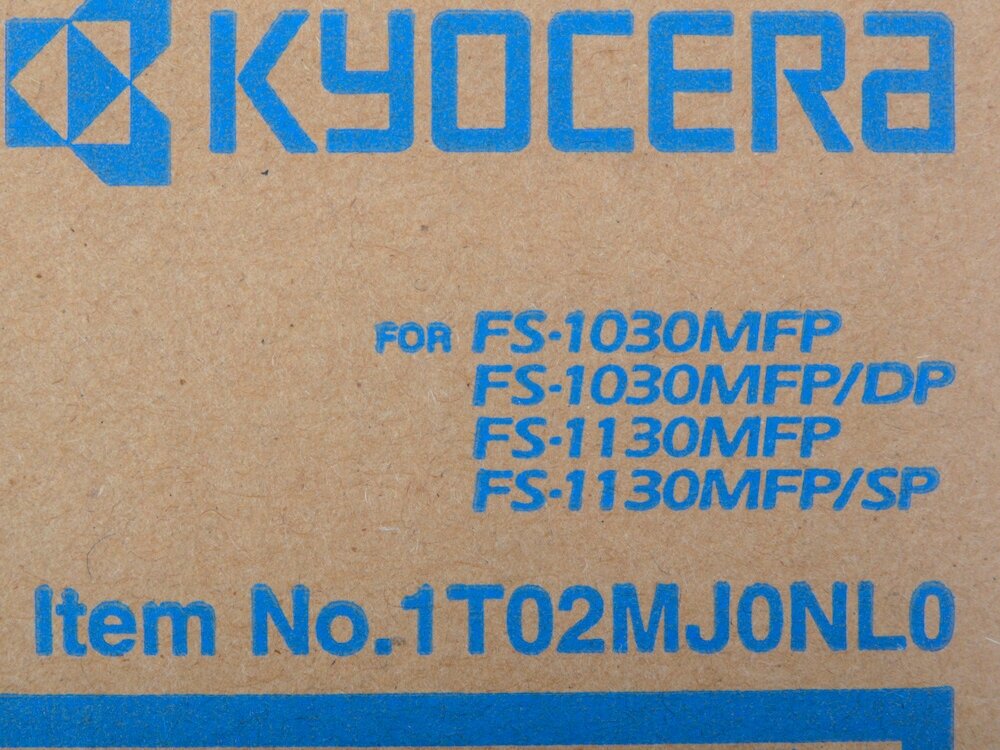 KYOCERA
FOR FS-1030MFP
FS-1030MFP/DP
FS-1130MFP
FS-1130MFP/SP
Item No.1T02MJ0NL0